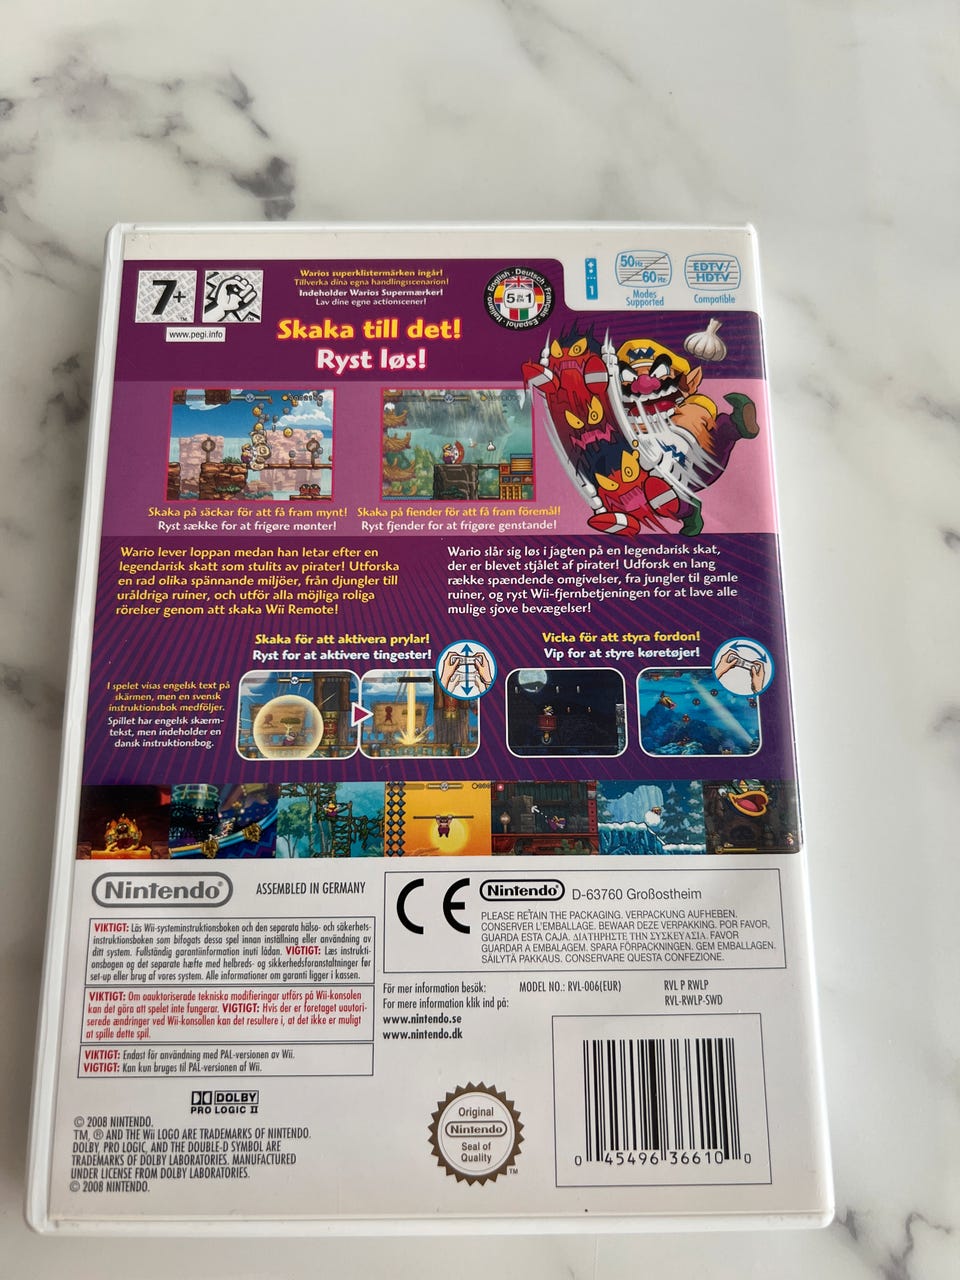 7+
www.pegi.info
Warios superklistermärken ingår!
Tillverka dina egna handlingsscenarion!
Indeholder Warios Supermærker!
Lav dine egne actionscener!
English · Deutsch · Français · Español · Italiano
5 IN 1
1
50Hz
60Hz
Modes
Supported
EDTV/
HDTV
Compatible
Skaka till det!
Ryst løs!
Skaka på säckar för att få fram mynt!
Ryst sække for at frigøre mønter!
Skaka på fiender för att få fram föremål!
Ryst fjender for at frigøre genstande!
Wario lever loppan medan han letar efter en
legendarisk skatt som stulits av pirater! Utforska
en rad olika spännande miljöer, från djungler till
uråldriga ruiner, och utför alla möjliga roliga
rörelser genom att skaka Wii Remote!
Wario slår sig løs i jagten på en legendarisk skat,
der er blevet stjålet af pirater! Udforsk en lang
række spændende omgivelser, fra jungler til gamle
ruiner, og ryst Wii-fjernbetjeningen for at lave alle
mulige sjove bevægelser!
Skaka för att aktivera prylar!
Ryst for at aktivere tingester!
Vicka för att styra fordon!
Vip for at styre køretøjer!
I spelet visas engelsk text på
skärmen, men en svensk
instruktionsbok medföljer.
Spillet har engelsk skærm-
tekst, men indeholder en
dansk instruktionsbog.
Nintendo®
ASSEMBLED IN GERMANY
CE
Nintendo®
D-63760 Großostheim
PLEASE RETAIN THE PACKAGING. VERPACKUNG AUFHEBEN.
CONSERVER L'EMBALLAGE. BEWAAR DEZE VERPAKKING. POR FAVOR,
GUARDA ESTA CAJA. ΔΙΑΤΗΡΗΣΤΕ ΤΗΝ ΣΥΣΚΕΥΑΣΙΑ. FAVOR
GUARDAR A EMBALAGEM. SPARA FÖRPACKNINGEN. GEM EMBALLAGEN.
SÄILYTÄ PAKKAUS. CONSERVARE QUESTA CONFEZIONE.
VIKTIGT: Läs Wii-systeminstruktionsboken och den separata hälso- och säkerhets-
instruktionsboken som bifogats dessa spel innan inställning eller användning av
ditt system. Fullständig garantiinformation inuti lådan. VIGTIGT: Læs instrukti-
onsbogen og det separate hæfte med helbreds- og sikkerhedsforanstaltninger før
set-up eller brug af vores system. Alle informationer om garanti ligger i kassen.
VIKTIGT: Om oauktoriserade tekniska modifieringar utförs på Wii-konsolen
kan det göra att spelet inte fungerar. VIGTIGT: Hvis der er foretaget uautori-
serede ændringer ved Wii-konsollen kan det resultere i, at det ikke er muligt
at spille dette spil.
VIKTIGT: Endast för användning med PAL-versionen av Wii.
VIGTIGT: Kan kun bruges til PAL-versionen af Wii.
För mer information besök:
For mere information klik ind på:
www.nintendo.se
www.nintendo.dk
MODEL NO.: RVL-006(EUR)
RVL P RWLP
RVL-RWLP-SWD
DOLBY
PRO LOGIC II
© 2008 NINTENDO.
TM, ® AND THE Wii LOGO ARE TRADEMARKS OF NINTENDO.
DOLBY, PRO LOGIC, AND THE DOUBLE-D SYMBOL ARE
TRADEMARKS OF DOLBY LABORATORIES. MANUFACTURED
UNDER LICENSE FROM DOLBY LABORATORIES.
© 2008 NINTENDO.
Original
Nintendo
Seal of
Quality
TM
0 45496 36610 0